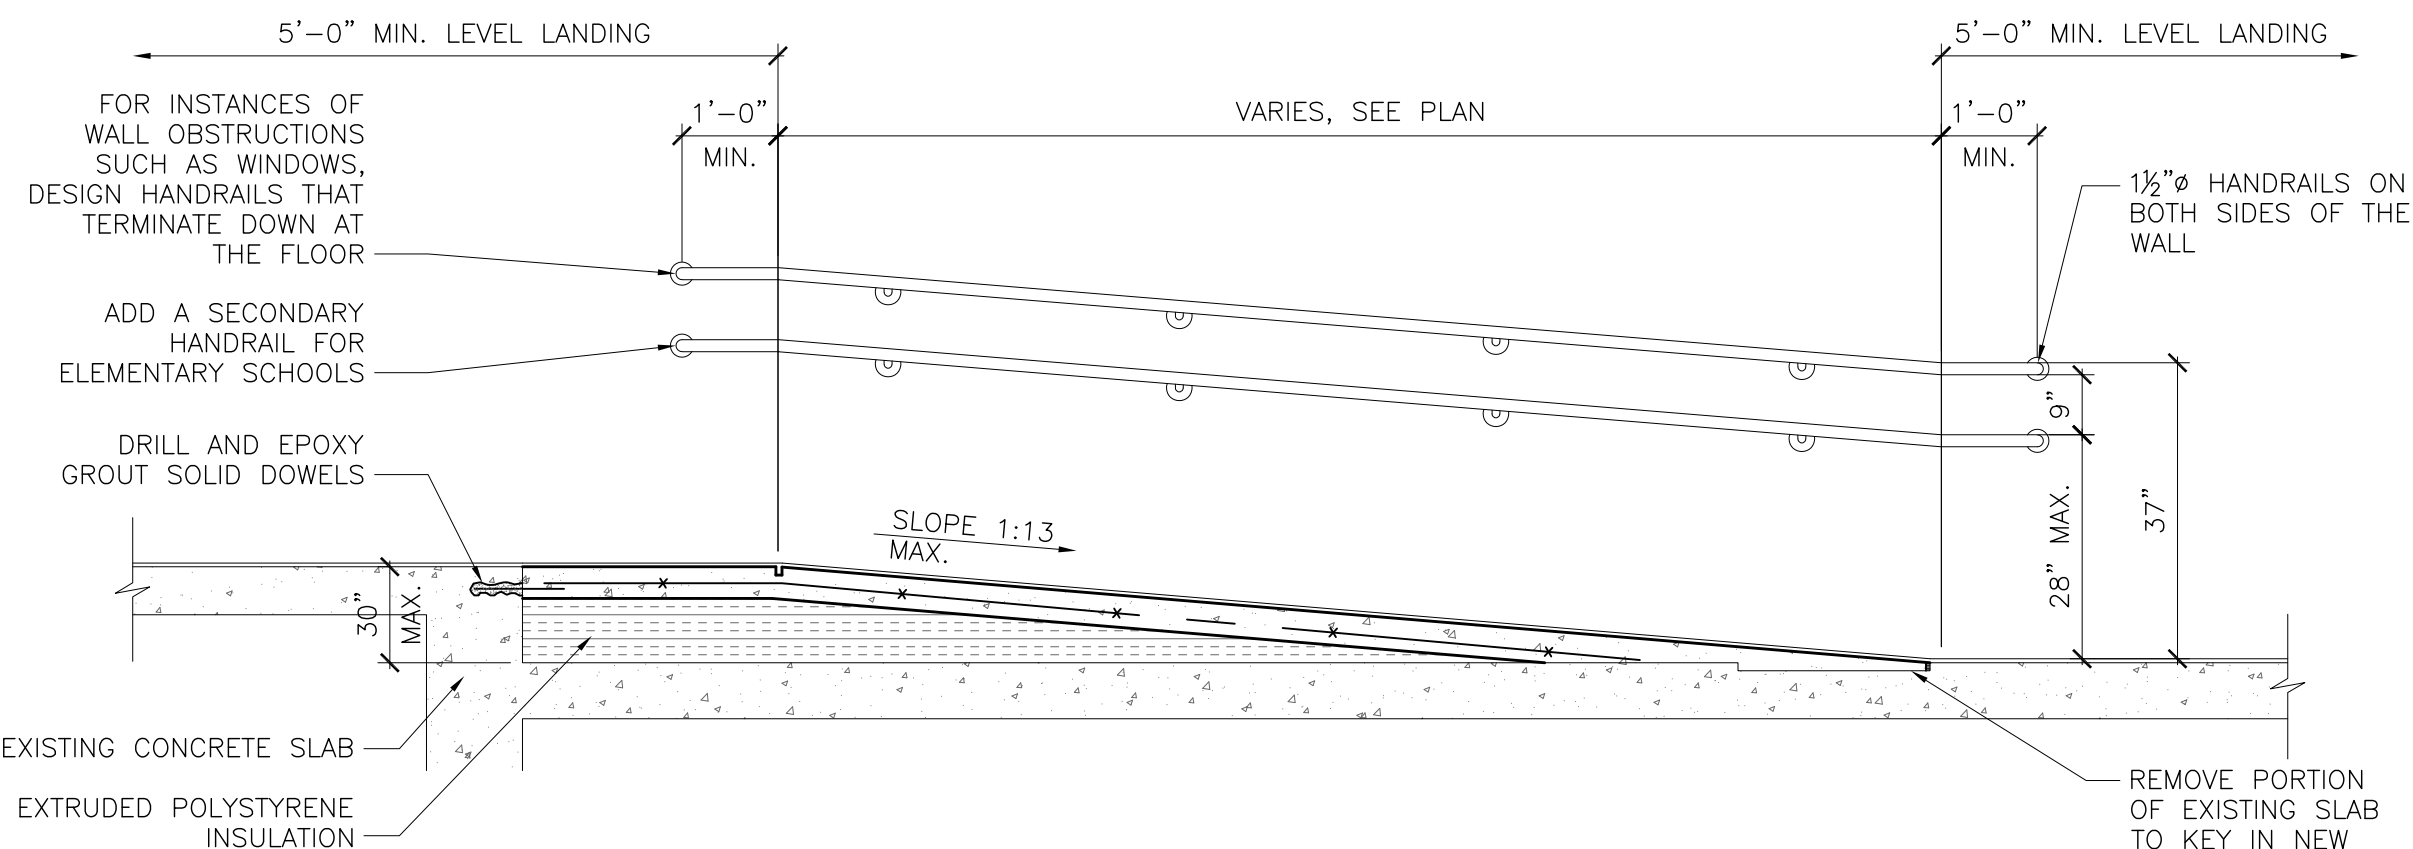 5'-0" MIN. LEVEL LANDING
5'-0" MIN. LEVEL LANDING
1'-0"
MIN.
VARIES, SEE PLAN
1'-0"
MIN.
FOR INSTANCES OF
WALL OBSTRUCTIONS
SUCH AS WINDOWS,
DESIGN HANDRAILS THAT
TERMINATE DOWN AT
THE FLOOR
1½"ø HANDRAILS ON
BOTH SIDES OF THE
WALL
ADD A SECONDARY
HANDRAIL FOR
ELEMENTARY SCHOOLS
9"
DRILL AND EPOXY
GROUT SOLID DOWELS
28" MAX.
37"
SLOPE 1:13
MAX.
30"
MAX.
EXISTING CONCRETE SLAB
EXTRUDED POLYSTYRENE
INSULATION
REMOVE PORTION
OF EXISTING SLAB
TO KEY IN NEW